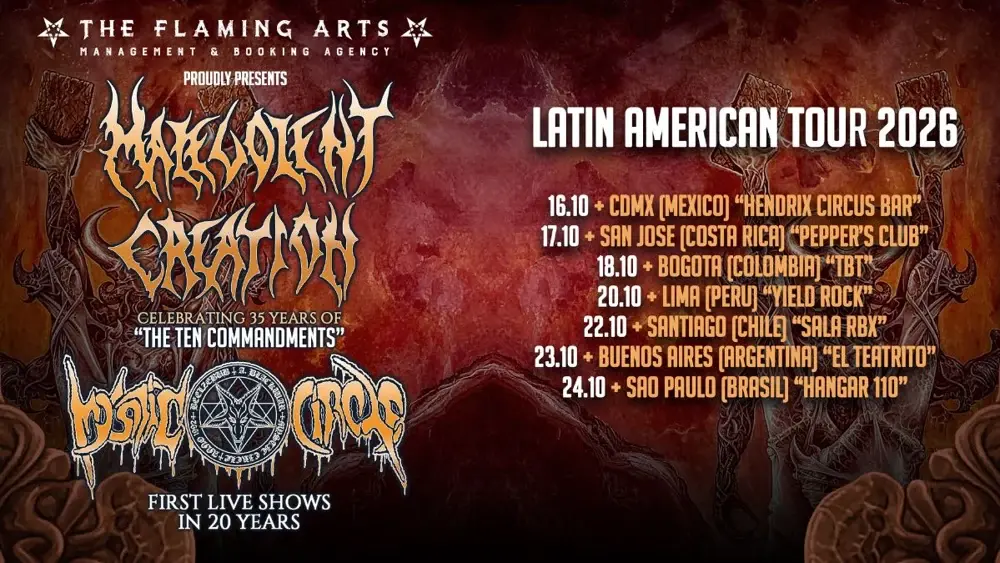 THE FLAMING ARTS
MANAGEMENT & BOOKING AGENCY
PROUDLY PRESENTS
MALEVOLENT
CREATION
CELEBRATING 35 YEARS OF
"THE TEN COMMANDMENTS"
MYSTIC CIRCLE
FIRST LIVE SHOWS
IN 20 YEARS
LATIN AMERICAN TOUR 2026
16.10 + CDMX (MEXICO) "HENDRIX CIRCUS BAR"
17.10 + SAN JOSE (COSTA RICA) "PEPPER'S CLUB"
18.10 + BOGOTA (COLOMBIA) "TBT"
20.10 + LIMA (PERU) "YIELD ROCK"
22.10 + SANTIAGO (CHILE) "SALA RBX"
23.10 + BUENOS AIRES (ARGENTINA) "EL TEATRITO"
24.10 + SAO PAULO (BRASIL) "HANGAR 110"